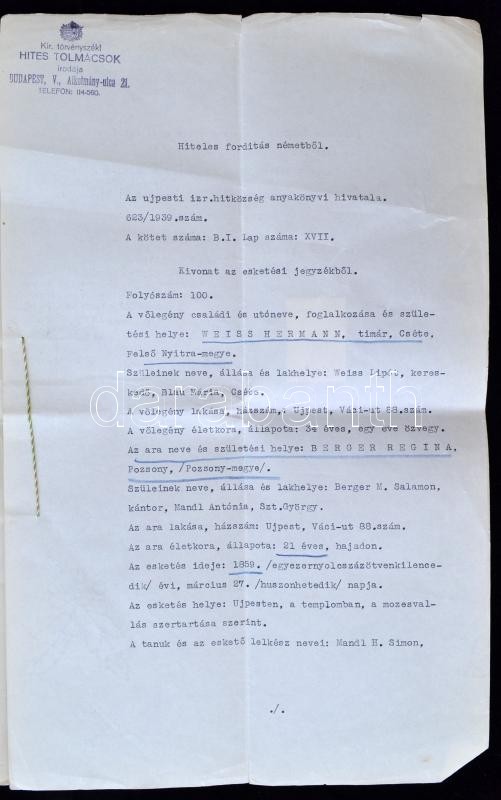 Kir. törvényszéki
HITES TOLMÁCSOK
irodája
BUDAPEST, V., Alkotmány-utca 21.
TELEFON: 114-560.
Hiteles forditás németből.
Az ujpesti izr.hitközség anyakönyvi hivatala.
623/1939.szám.
A kötet száma: B.I. Lap száma: XVII.
Kivonat az esketési jegyzékből.
Folyószám: 100.
A vőlegény családi és utóneve, foglalkozása és szüle-
tési helye: WEISS HERMANN, timár, Cséte,
Felső Nyitra-megye.
Szüleinek neve, állása és lakhelye: Weiss Lipót, keres-
kedő, Blau Mária,
A vőlegény lakása, házszám,: Ujpest, Váci-ut 88.szám.
A vőlegény életkora, állapota: 34 éves, egy éve özvegy.
Az ara neve és születési helye: BERGER REGINA,
Pozsony, /Pozsony-megye/.
Szüleinek neve, állása és lakhelye: Berger M. Salamon,
kántor, Mandl Antónia, Szt.György.
Az ara lakása, házszám: Ujpest, Váci-ut 88.szám.
Az ara életkora, állapota: 21 éves, hajadon.
Az esketés ideje: 1859. /egyezernyolcszázötvenkilence-
dik/ évi, március 27. /huszonhetedik/ napja.
Az esketés helye: Ujpesten, a templomban, a mozesval-
lás szertartása szerint.
A tanuk és az eskető lelkész nevei: Mandl H. Simon,
./.
darabanth